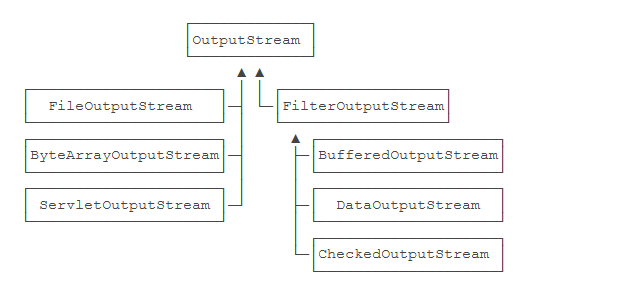 OutputStream
FileOutputStream
FilterOutputStream
ByteArrayOutputStream
BufferedOutputStream
ServletOutputStream
DataOutputStream
CheckedOutputStream